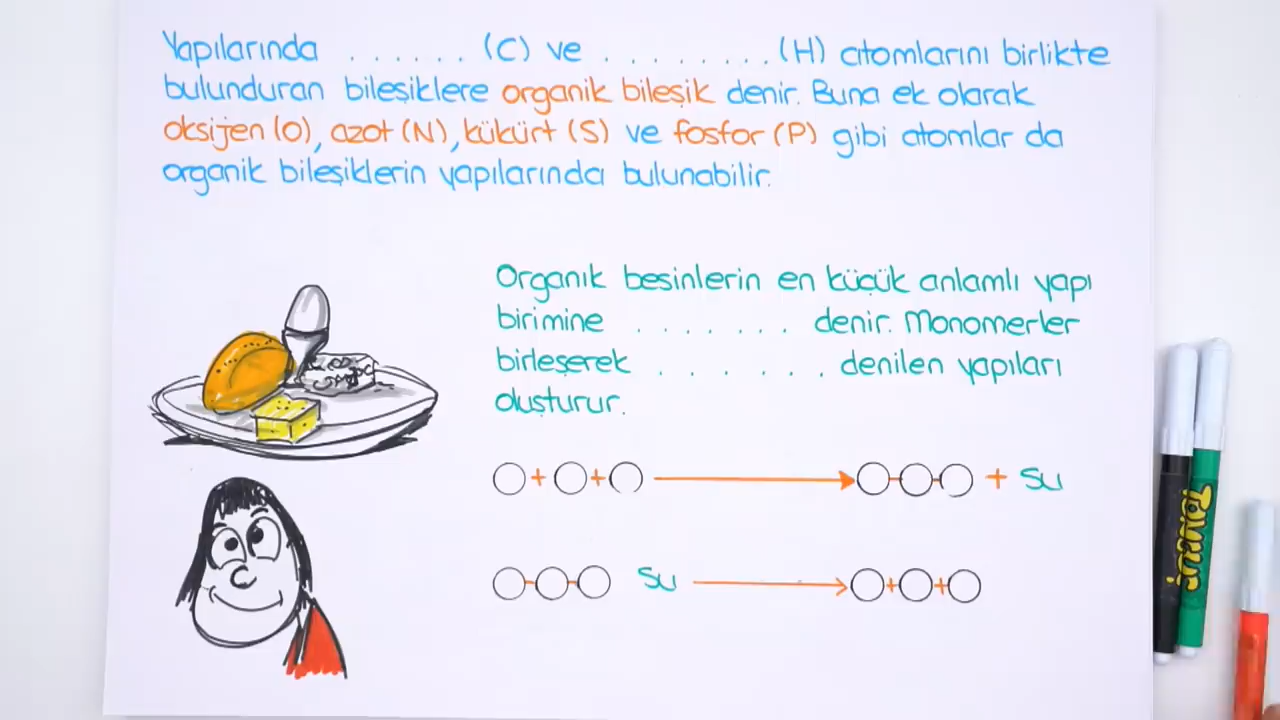 Yapılarında ...... (C) ve ......... (H) atomlarını birlikte
bulunduran bileşiklere organik bileşik denir. Buna ek olarak
oksijen (O), azot (N), kükürt (S) ve fosfor (P) gibi atomlar da
organik bileşiklerin yapılarında bulunabilir.
Organik besinlerin en küçük anlamlı yapı
birimine ....... denir. Monomerler
birleşerek ...... denilen yapıları
oluşturur.
+ + + su
su + +